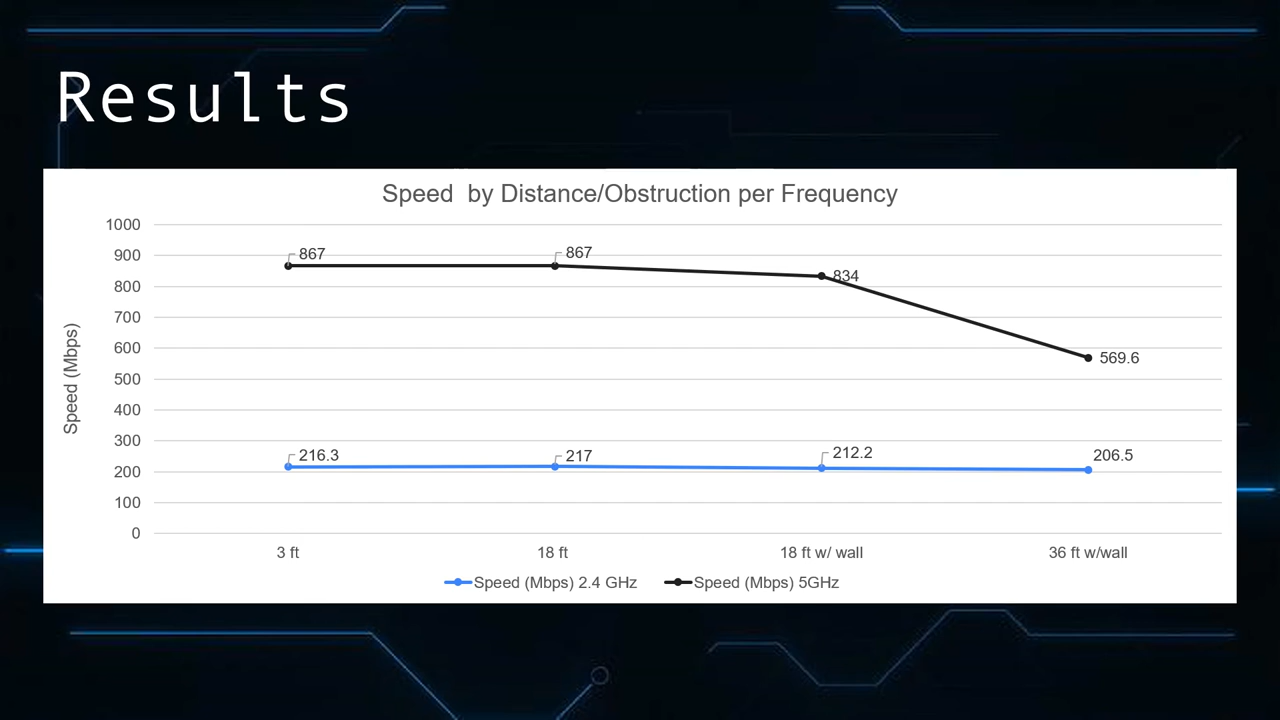 Results
Speed  by Distance/Obstruction per Frequency
Speed (Mbps)
1000
900
800
700
600
500
400
300
200
100
0
867
867
834
569.6
216.3
217
212.2
206.5
3 ft
18 ft
18 ft w/ wall
36 ft w/wall
Speed (Mbps) 2.4 GHz
Speed (Mbps) 5GHz